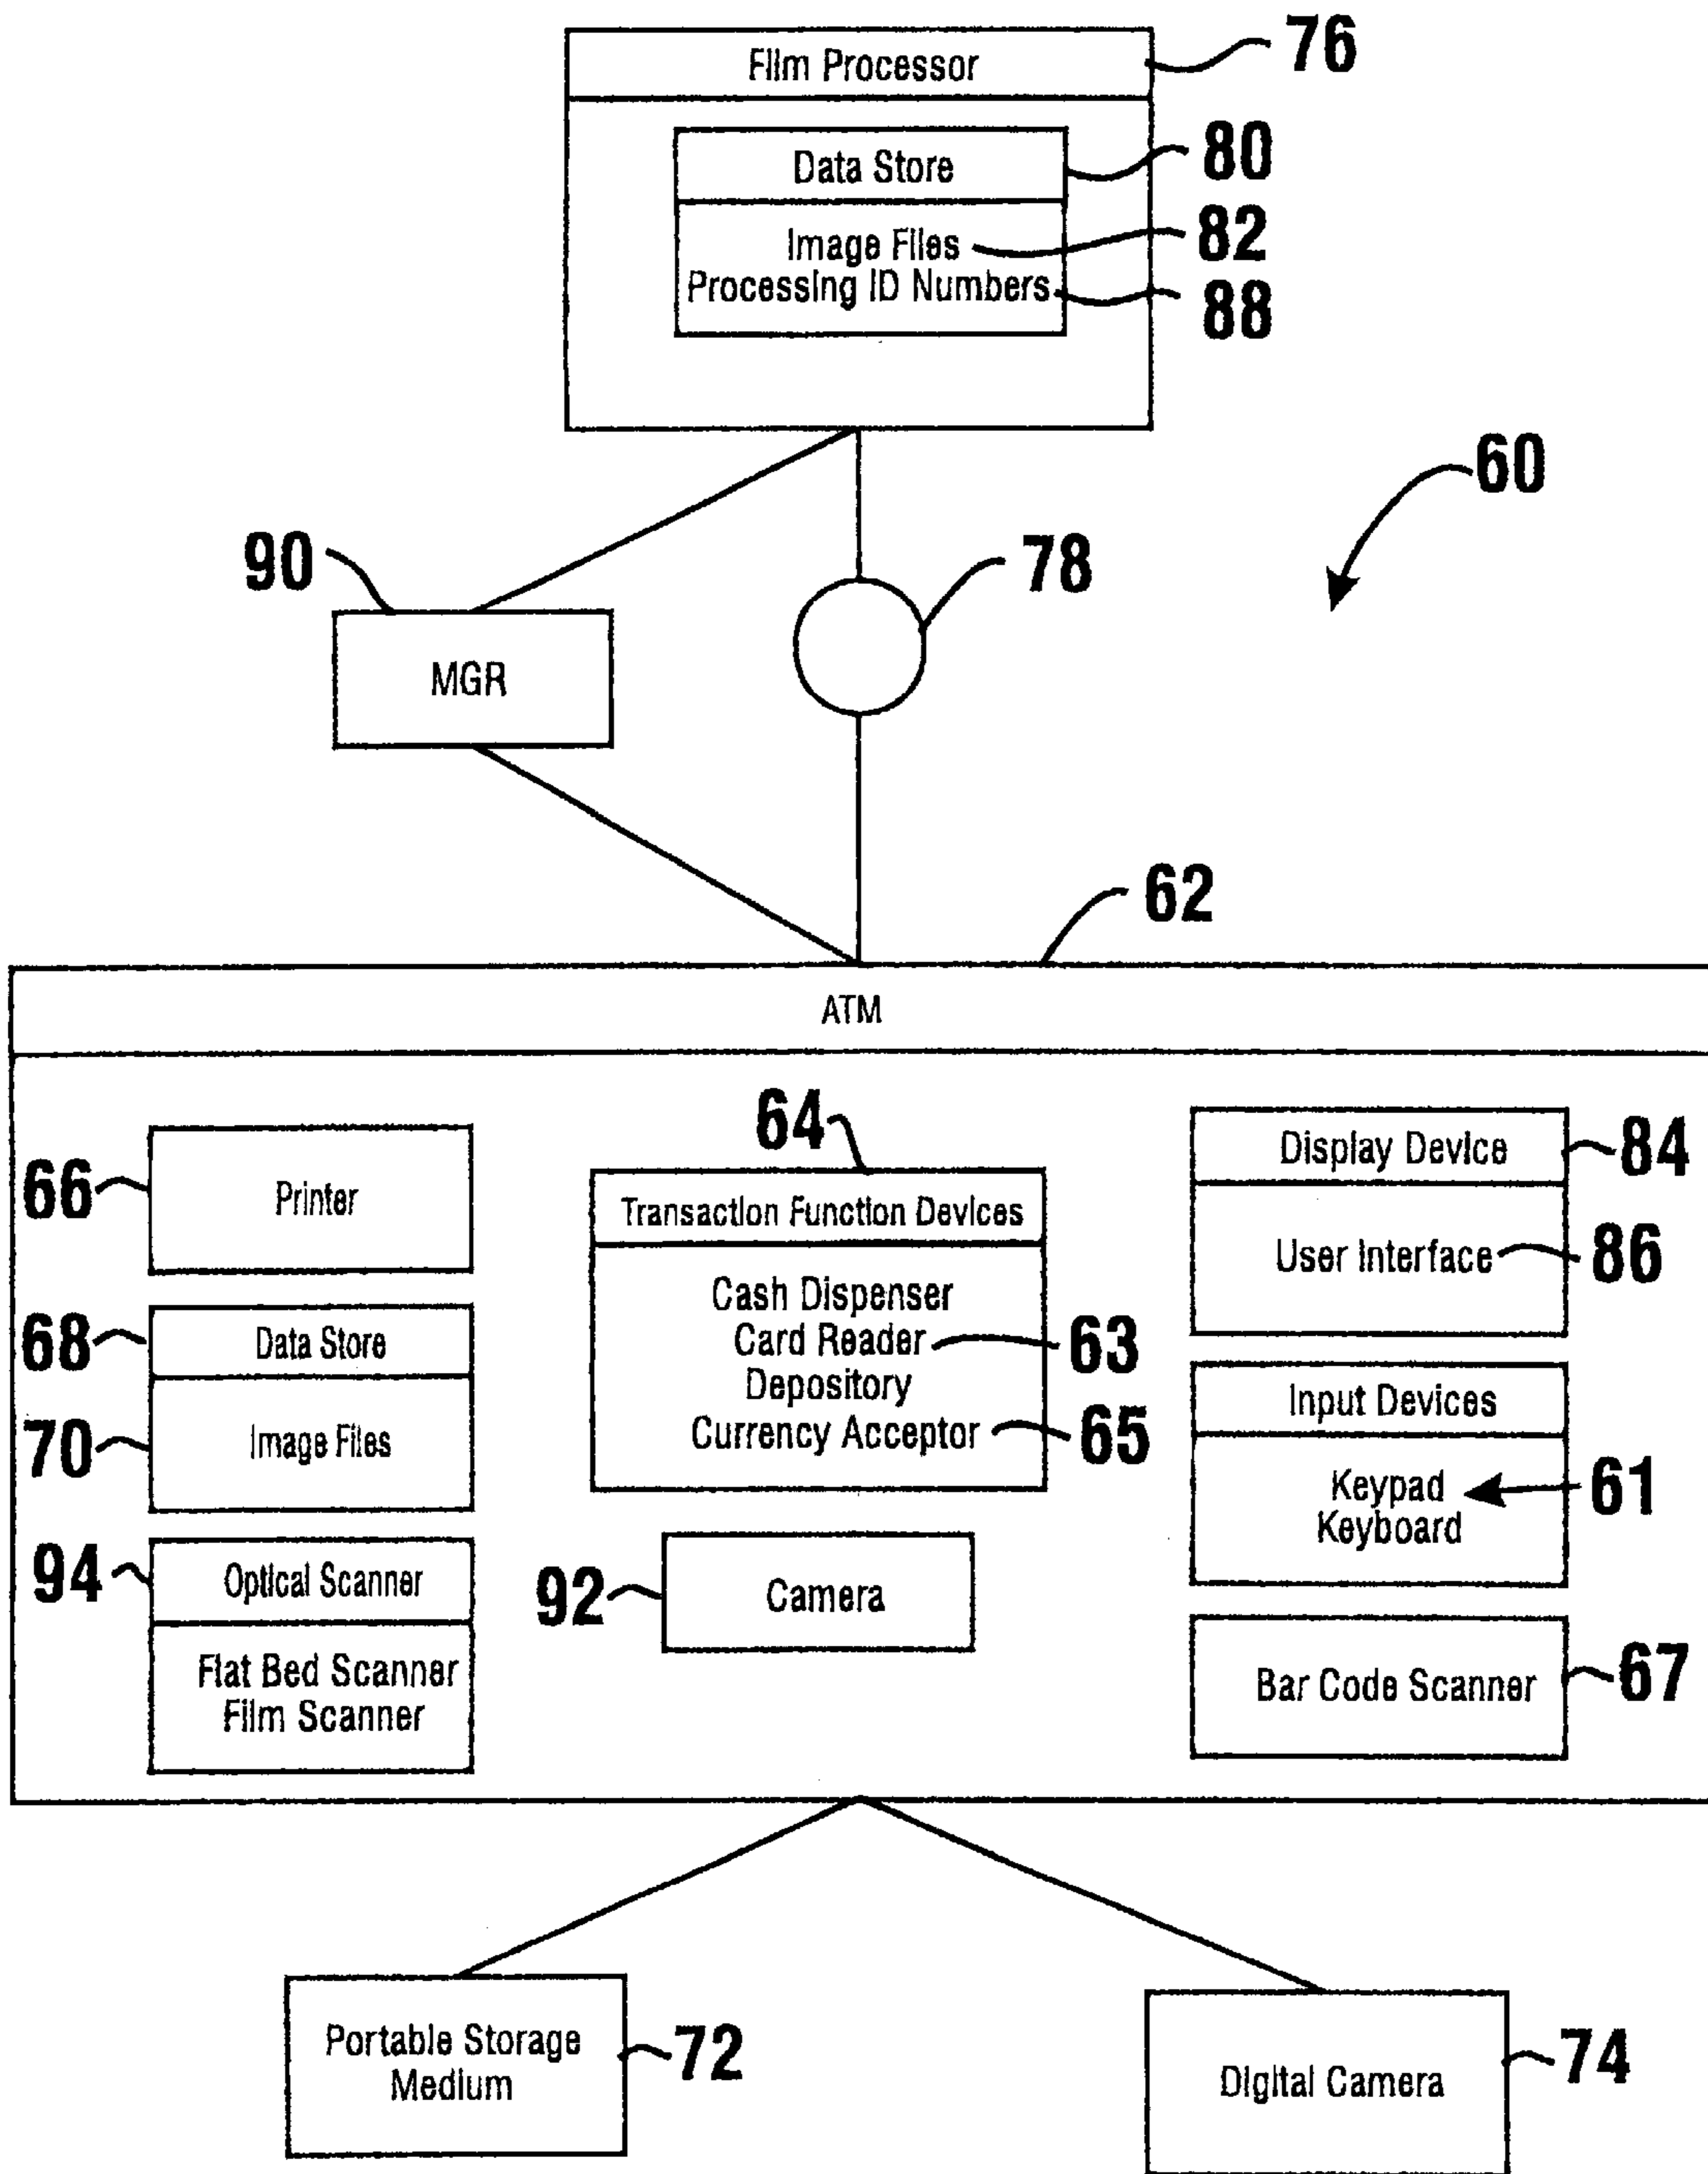 Film Processor
76
Data Store
80
Image Files
82
Processing ID Numbers
88
60
90
78
MGR
62
ATM
64
66
Printer
Transaction Function Devices
Cash Dispenser
Card Reader
63
Depository
Currency Acceptor
65
Display Device
84
User Interface
86
68
Data Store
70
Image Files
Input Devices
Keypad
61
Keyboard
94
Optical Scanner
Flat Bed Scanner
Film Scanner
92
Camera
Bar Code Scanner
67
Portable Storage
Medium
72
Digital Camera
74